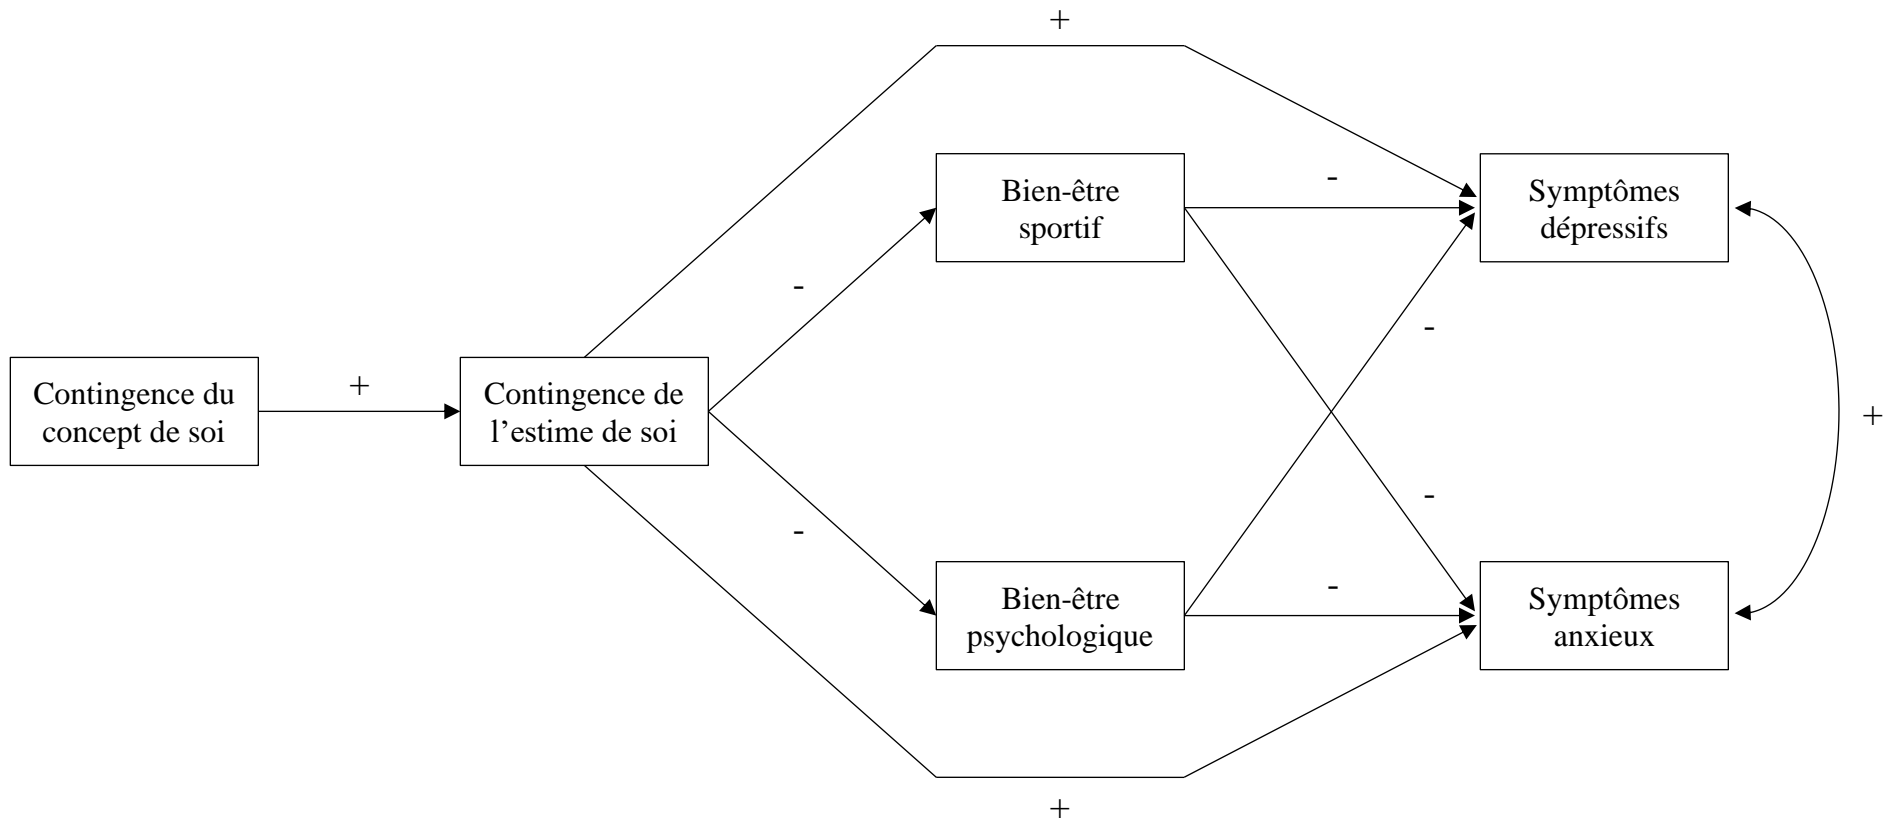 +
Bien-être
sportif
-
Symptômes
dépressifs
-
-
Contingence du
concept de soi
+
Contingence de
l’estime de soi
+
-
-
Bien-être
psychologique
-
Symptômes
anxieux
+